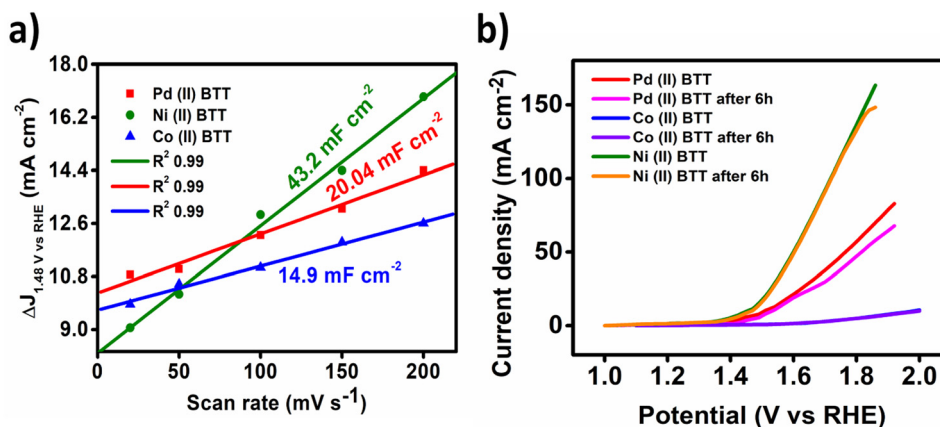 a)
ΔJ1.48 V vs RHE (mA cm-2)
18.0
16.2
14.4
12.6
10.8
9.0
Pd (II) BTT
Ni (II) BTT
Co (II) BTT
R2 0.99
R2 0.99
R2 0.99
43.2 mF cm-2
20.04 mF cm-2
14.9 mF cm-2
0 50 100 150 200
Scan rate (mV s-1)
b)
Current density (mA cm-2)
150
100
50
0
Pd (II) BTT
Pd (II) BTT after 6h
Co (II) BTT
Co (II) BTT after 6h
Ni (II) BTT
Ni (II) BTT after 6h
1.0 1.2 1.4 1.6 1.8 2.0
Potential (V vs RHE)